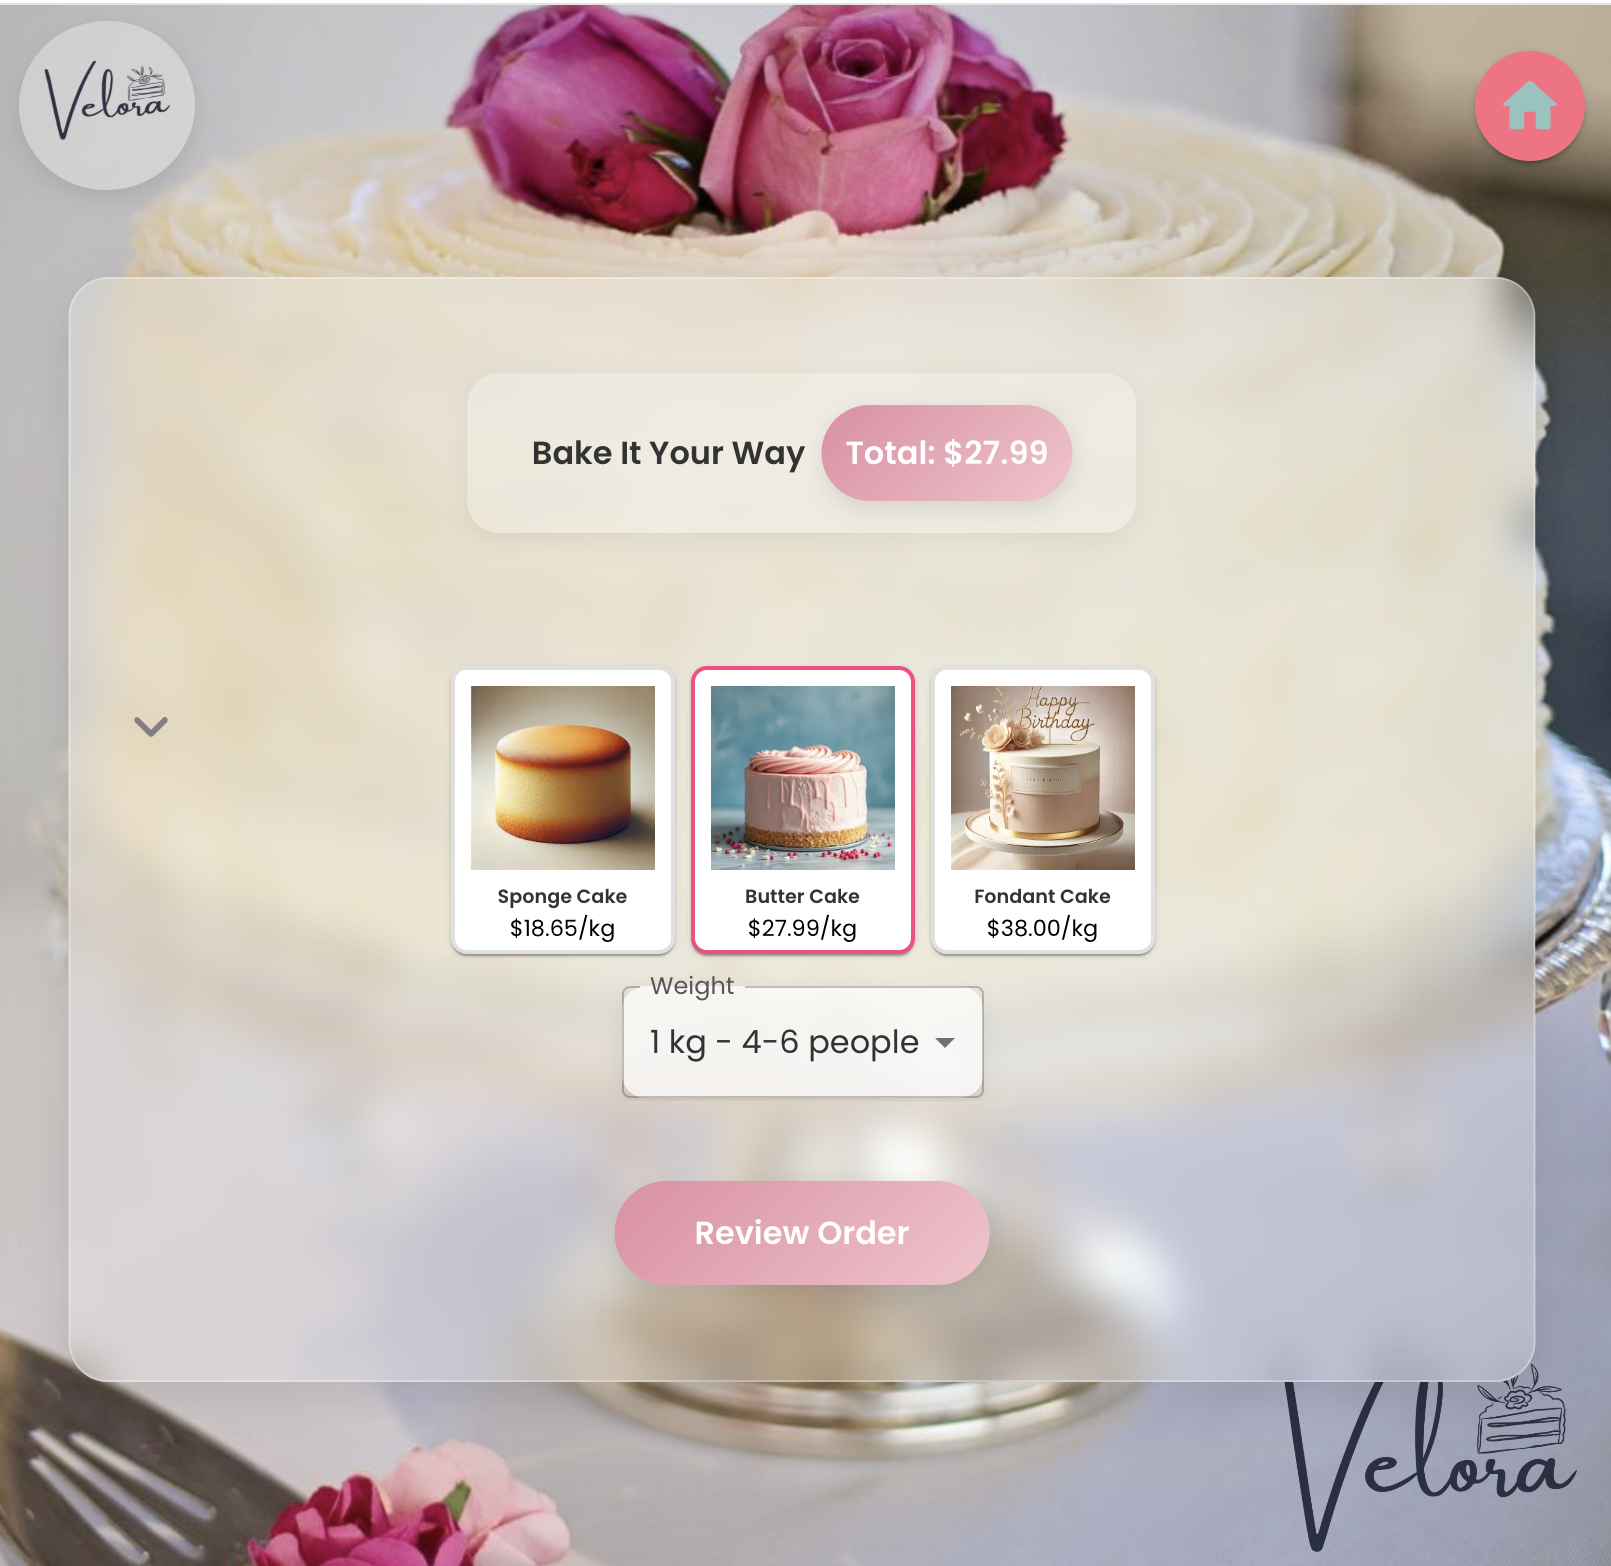 Velora
Bake It Your Way
Total: $27.99
Happy
Birthday
Sponge Cake
$18.65/kg
Butter Cake
$27.99/kg
Fondant Cake
$38.00/kg
Weight
1 kg - 4-6 people
Review Order
Velora